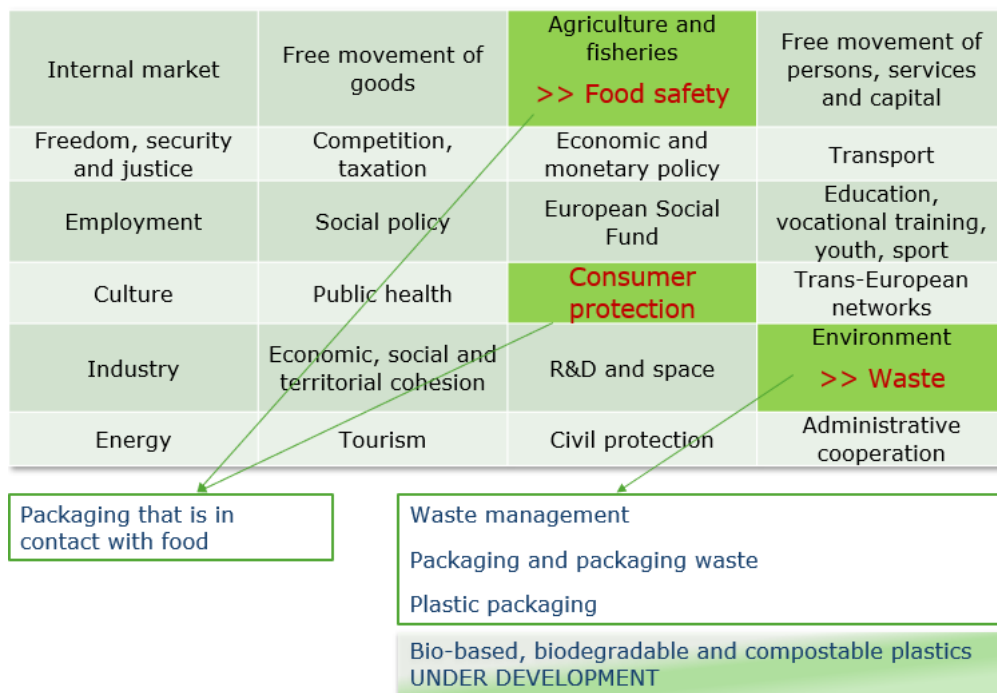 Internal market
Free movement of
goods
Agriculture and
fisheries
>> Food safety
Free movement of
persons, services
and capital
Freedom, security
and justice
Competition,
taxation
Economic and
monetary policy
Transport
Employment
Social policy
European Social
Fund
Education,
vocational training,
youth, sport
Culture
Public health
Consumer
protection
Trans-European
networks
Industry
Economic, social and
territorial cohesion
R&D and space
Environment
>> Waste
Energy
Tourism
Civil protection
Administrative
cooperation
Packaging that is in
contact with food
Waste management
Packaging and packaging waste
Plastic packaging
Bio-based, biodegradable and compostable plastics
UNDER DEVELOPMENT